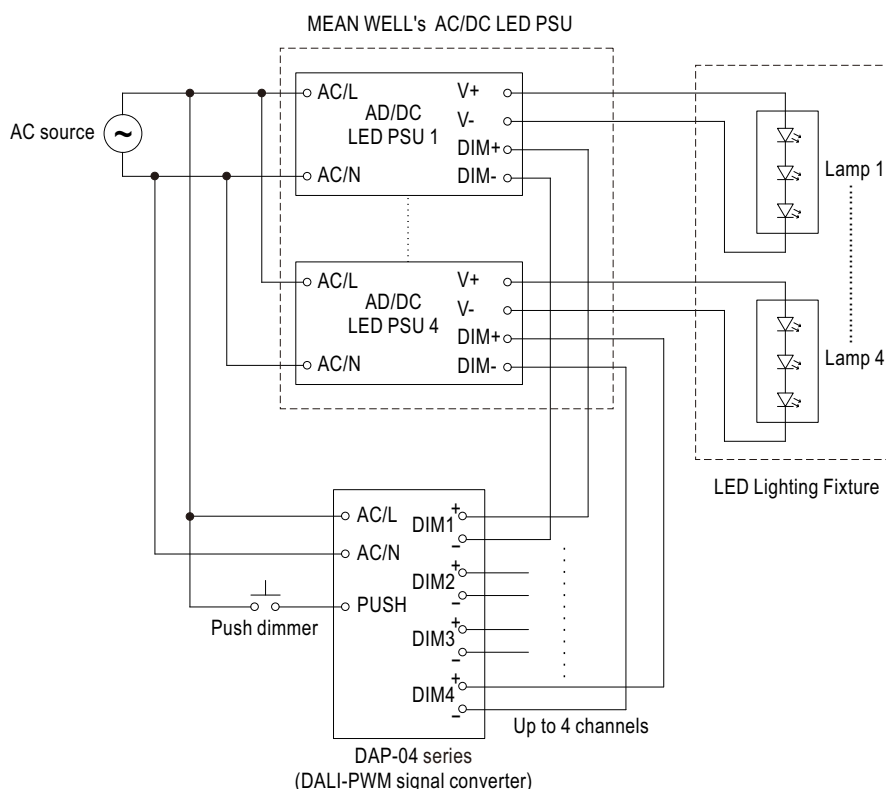 MEAN WELL's AC/DC LED PSU
AC source
~
AC/L
AD/DC
LED PSU 1
AC/N
V+
V-
DIM+
DIM-
Lamp 1
AC/L
AD/DC
LED PSU 4
AC/N
V+
V-
DIM+
DIM-
Lamp 4
LED Lighting Fixture
AC/L
AC/N
PUSH
Push dimmer
DIM1
+
–
DIM2
+
–
DIM3
+
–
DIM4
+
–
Up to 4 channels
DAP-04 series
(DALI-PWM signal converter)